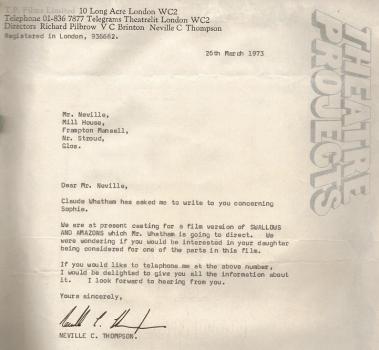 T.P. Films Limited 10 Long Acre London WC2
Telephone 01-836 7877 Telegrams Theatrelit London WC2
Directors Richard Pilbrow V C Brinton Neville C Thompson
Registered in London, 936662.
THEATRE
PROJECTS
26th March 1973
Mr. Neville,
Mill House,
Frampton Mansell,
Nr. Stroud,
Glos.
Dear Mr. Neville,
Claude Whatham has asked me to write to you concerning
Sophie.
We are at present casting for a film version of SWALLOWS
AND AMAZONS which Mr. Whatham is going to direct. We
were wondering if you would be interested in your daughter
being considered for one of the parts in this film.
If you would like to telephone me at the above number,
I would be delighted to give you all the information about
it. I look forward to hearing from you.
Yours sincerely,
NEVILLE C. THOMPSON.